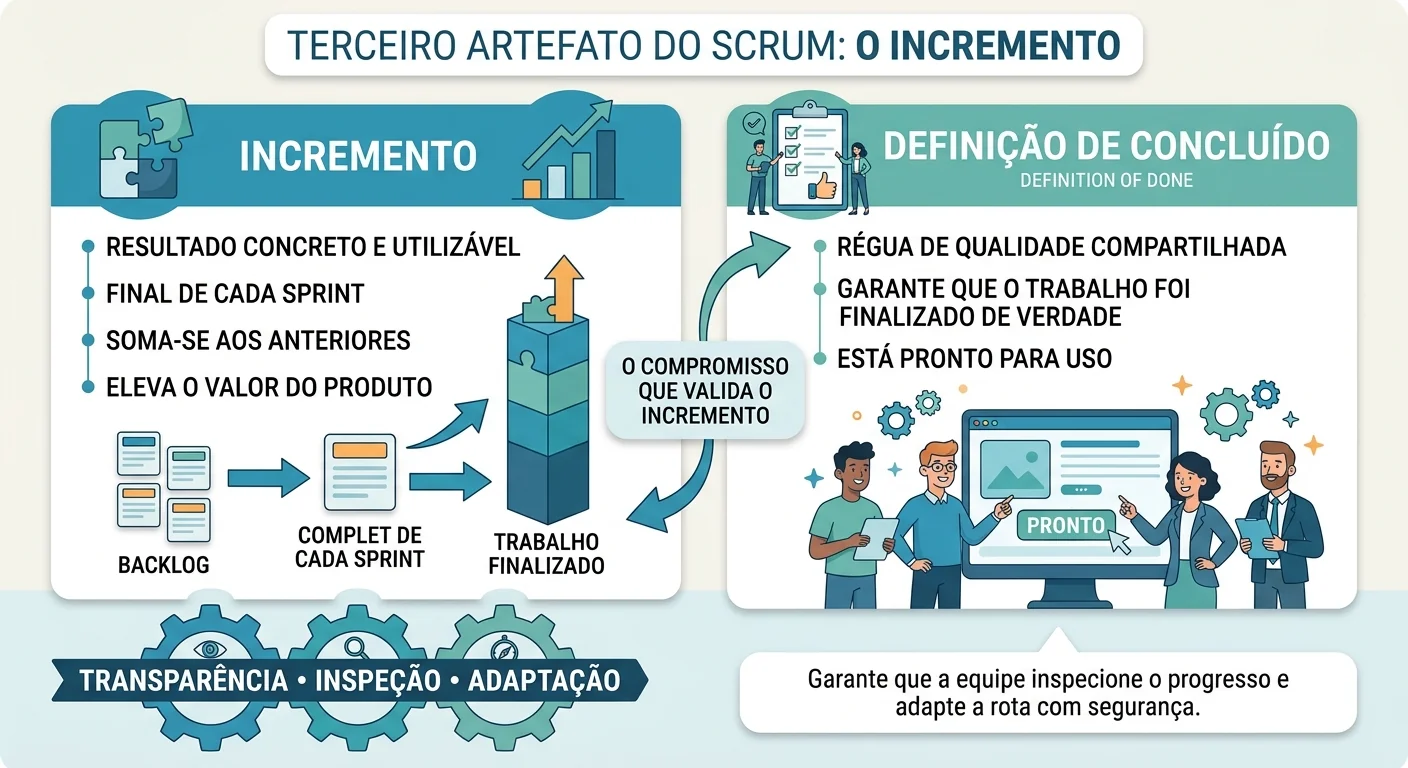 TERCEIRO ARTEFATO DO SCRUM: O INCREMENTO
INCREMENTO
RESULTADO CONCRETO E UTILIZÁVEL
FINAL DE CADA SPRINT
SOMA-SE AOS ANTERIORES
ELEVA O VALOR DO PRODUTO
BACKLOG
COMPLET DE
CADA SPRINT
TRABALHO
FINALIZADO
O COMPROMISSO
QUE VALIDA O
INCREMENTO
DEFINIÇÃO DE CONCLUÍDO
DEFINITION OF DONE
RÉGUA DE QUALIDADE COMPARTILHADA
GARANTE QUE O TRABALHO FOI
FINALIZADO DE VERDADE
ESTÁ PRONTO PARA USO
PRONTO
TRANSPARÊNCIA • INSPEÇÃO • ADAPTAÇÃO
Garante que a equipe inspecione o progresso e
adapte a rota com segurança.